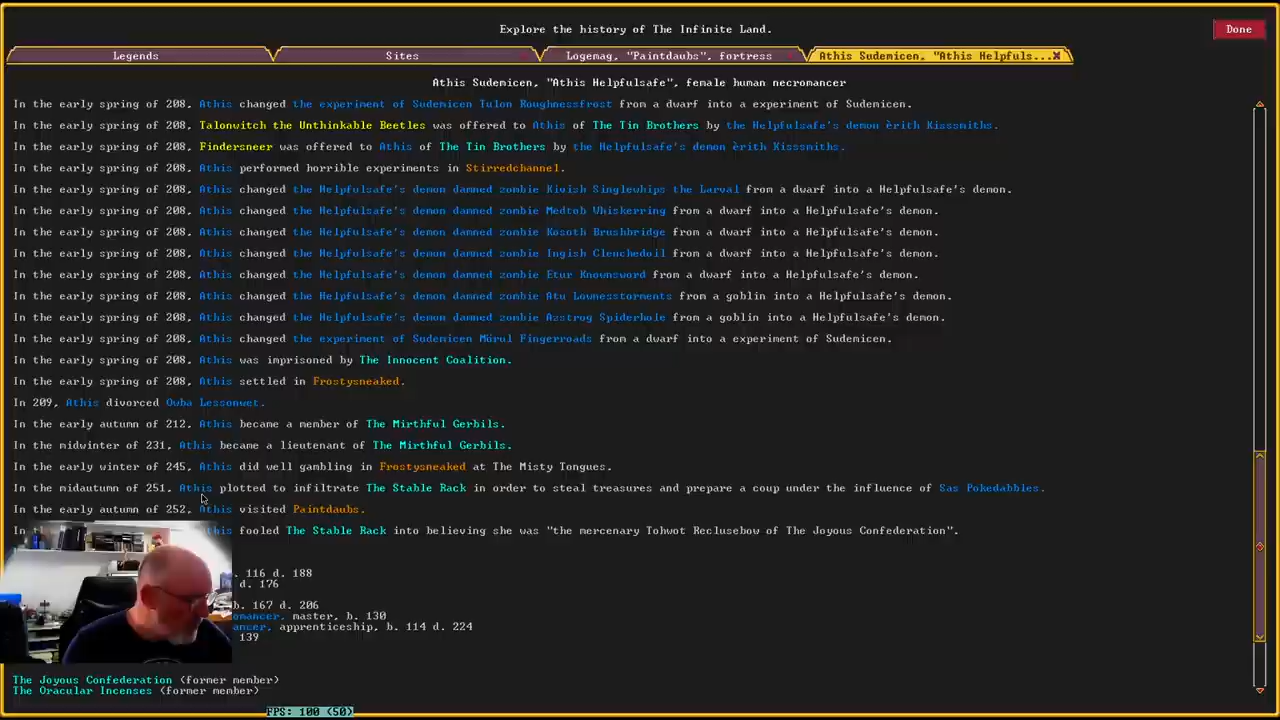 Explore the history of The Infinite Land.
Done
Legends
Sites
Logemag, "Paintdaubs", fortress
Athis Sudemicen, "Athis Helpfuls...
Athis Sudemicen, "Athis Helpfulsafe", female human necromancer
In the early spring of 208, Athis changed the experiment of Sudemicen Tulon Roughnessfrost from a dwarf into a experiment of Sudemicen.
In the early spring of 208, Talonwitch the Unthinkable Beetles was offered to Athis of The Tin Brothers by the Helpfulsafe's demon èrith Kisssmiths.
In the early spring of 208, Findersneer was offered to Athis of The Tin Brothers by the Helpfulsafe's demon èrith Kisssmiths.
In the early spring of 208, Athis performed horrible experiments in Stirredchannel.
In the early spring of 208, Athis changed the Helpfulsafe's demon damned zombie Kivish Singlewhips the Larval from a dwarf into a Helpfulsafe's demon.
In the early spring of 208, Athis changed the Helpfulsafe's demon damned zombie Medtob Whiskerring from a dwarf into a Helpfulsafe's demon.
In the early spring of 208, Athis changed the Helpfulsafe's demon damned zombie Kosoth Brushbridge from a dwarf into a Helpfulsafe's demon.
In the early spring of 208, Athis changed the Helpfulsafe's demon damned zombie Ingish Clenchedoil from a dwarf into a Helpfulsafe's demon.
In the early spring of 208, Athis changed the Helpfulsafe's demon damned zombie Etur Knownsword from a dwarf into a Helpfulsafe's demon.
In the early spring of 208, Athis changed the Helpfulsafe's demon damned zombie Atu Lownesstorments from a goblin into a Helpfulsafe's demon.
In the early spring of 208, Athis changed the Helpfulsafe's demon damned zombie Azstrog Spiderhole from a goblin into a Helpfulsafe's demon.
In the early spring of 208, Athis changed the experiment of Sudemicen Mörul Fingerroads from a dwarf into a experiment of Sudemicen.
In the early spring of 208, Athis was imprisoned by The Innocent Coalition.
In the early spring of 208, Athis settled in Frostysneaked.
In 209, Athis divorced Owba Lessonwet.
In the early autumn of 212, Athis became a member of The Mirthful Gerbils.
In the midwinter of 231, Athis became a lieutenant of The Mirthful Gerbils.
In the early winter of 245, Athis did well gambling in Frostysneaked at The Misty Tongues.
In the midautumn of 251, Athis plotted to infiltrate The Stable Rack in order to steal treasures and prepare a coup under the influence of Sas Pokedabbles.
In the early autumn of 252, Athis visited Paintdaubs.
In fooled The Stable Rack into believing she was "the mercenary Tohwot Reclusebow of The Joyous Confederation".
116 d. 188
d. 176
b. 167 d. 206
master, b. 130
apprenticeship, b. 114 d. 224
139
The Joyous Confederation (former member)
The Oracular Incenses (former member)
FPS: 100 (50)